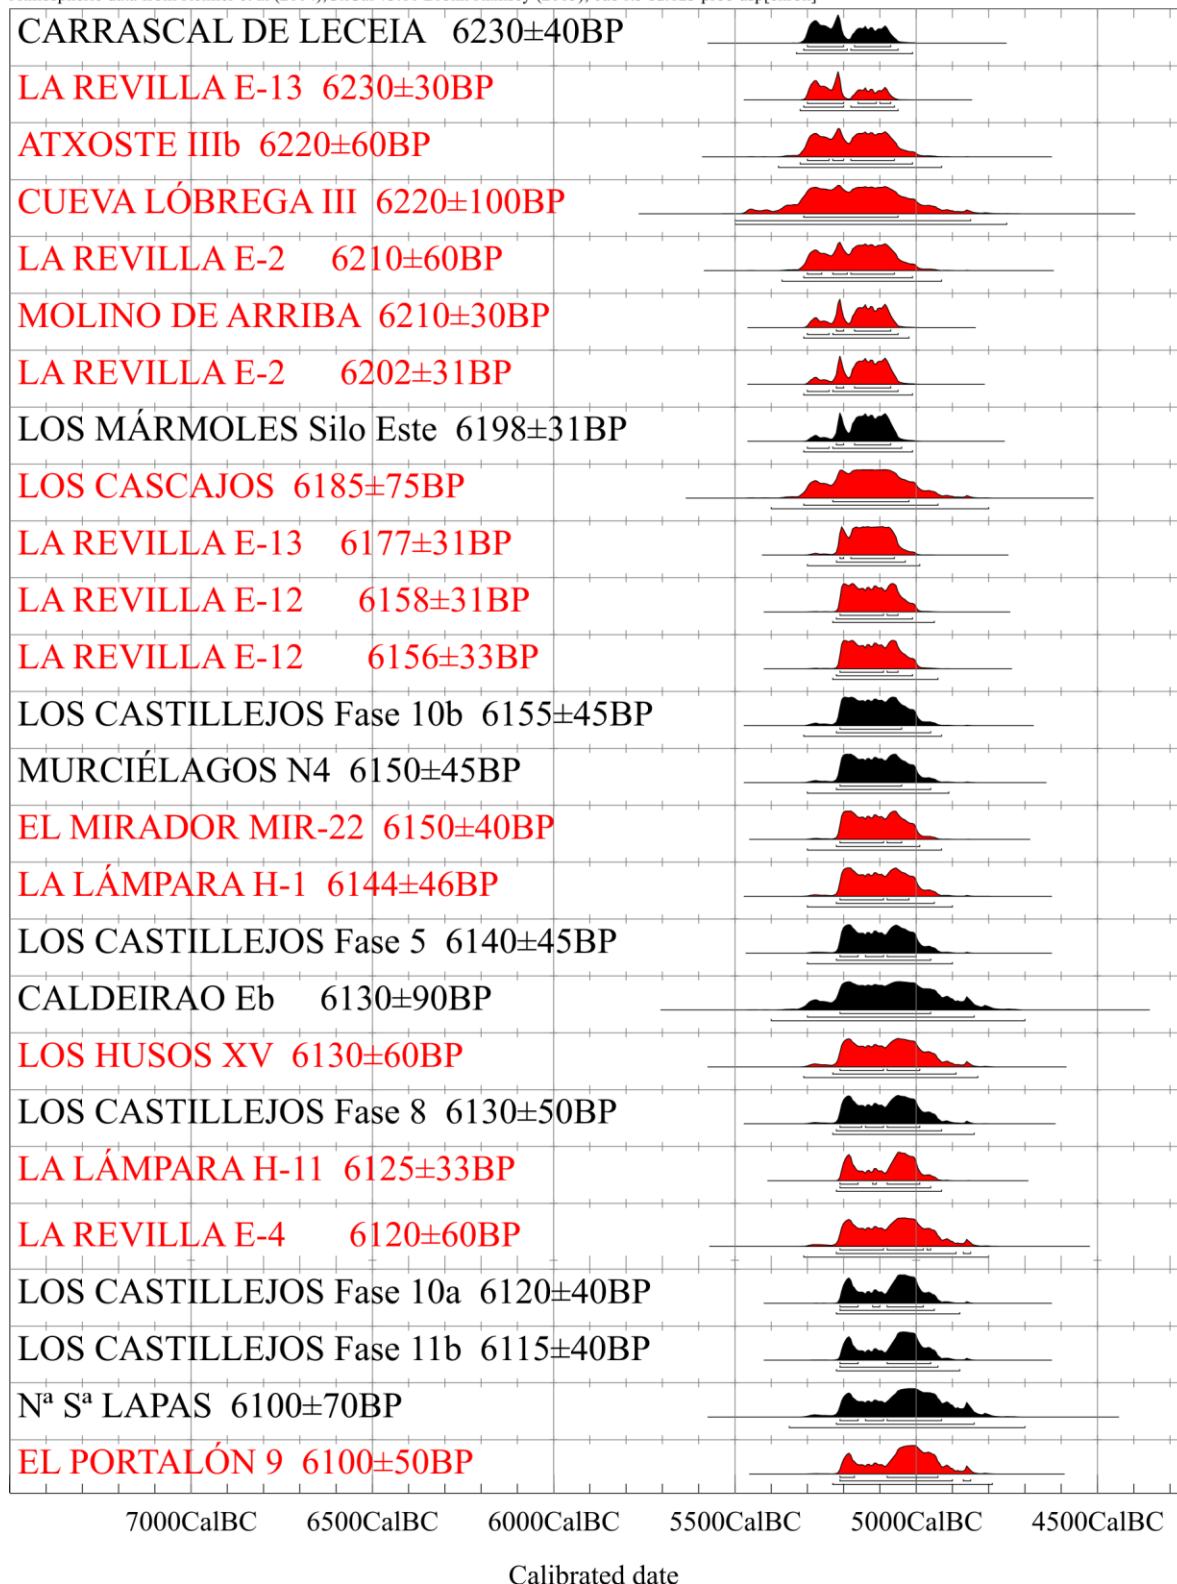 CARRASCAL DE LECEIA 6230±40BP
LA REVILLA E-13 6230±30BP
ATXOSTE IIIb 6220±60BP
CUEVA LÓBREGA III 6220±100BP
LA REVILLA E-2 6210±60BP
MOLINO DE ARRIBA 6210±30BP
LA REVILLA E-2 6202±31BP
LOS MÁRMOLES Silo Este 6198±31BP
LOS CASCAJOS 6185±75BP
LA REVILLA E-13 6177±31BP
LA REVILLA E-12 6158±31BP
LA REVILLA E-12 6156±33BP
LOS CASTILLEJOS Fase 10b 6155±45BP
MURCIÉLAGOS N4 6150±45BP
EL MIRADOR MIR-22 6150±40BP
LA LÁMPARA H-1 6144±46BP
LOS CASTILLEJOS Fase 5 6140±45BP
CALDEIRAO Eb 6130±90BP
LOS HUSOS XV 6130±60BP
LOS CASTILLEJOS Fase 8 6130±50BP
LA LÁMPARA H-11 6125±33BP
LA REVILLA E-4 6120±60BP
LOS CASTILLEJOS Fase 10a 6120±40BP
LOS CASTILLEJOS Fase 11b 6115±40BP
Nª Sª LAPAS 6100±70BP
EL PORTALÓN 9 6100±50BP
7000CalBC 6500CalBC 6000CalBC 5500CalBC 5000CalBC 4500CalBC
Calibrated date